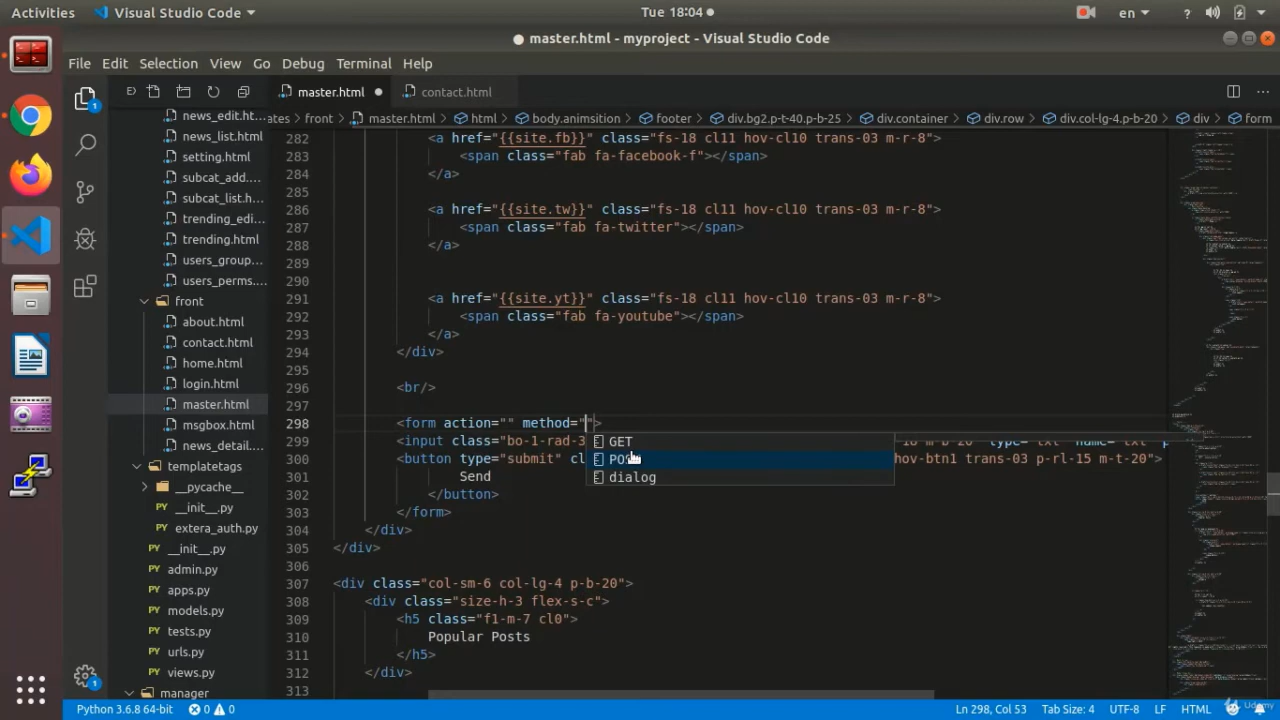 Activities Visual Studio Code Tue 18:04 en ?
master.html - myproject - Visual Studio Code
File Edit Selection View Go Debug Terminal Help
master.html contact.html
front master.html html body.animsition footer div.bg2.p-t-40.p-b-25 div.container div.row div.col-lg-4.p-b-20 div form
1
news_edit.ht...
news_list.html
setting.html
subcat_add....
subcat_list.h...
trending_edi...
trending.html
users_group...
users_perms....
front
about.html
contact.html
home.html
login.html
master.html
msgbox.html
news_detail...
templatetags
__pycache__
__init__.py
extera_auth.py
__init__.py
admin.py
apps.py
models.py
tests.py
urls.py
views.py
manager
1
282 <a href="{{site.fb}}" class="fs-18 cl11 hov-cl10 trans-03 m-r-8">
283 <span class="fab fa-facebook-f"></span>
284 </a>
285
286 <a href="{{site.tw}}" class="fs-18 cl11 hov-cl10 trans-03 m-r-8">
287 <span class="fab fa-twitter"></span>
288 </a>
289
290
291 <a href="{{site.yt}}" class="fs-18 cl11 hov-cl10 trans-03 m-r-8">
292 <span class="fab fa-youtube"></span>
293 </a>
294 </div>
295
296 <br/>
297
298 <form action="" method="">
299 <input class="bo-1-rad-3
GET
300 <button type="submit" hov-btn1 trans-03 p-rl-15 m-t-20">
301 Send
dialog
302 </button>
303 </form>
304 </div>
305 </div>
306
307 <div class="col-sm-6 col-lg-4 p-b-20">
308 <div class="size-h-3 flex-s-c">
309 <h5 class="f1-m-7 cl0">
310 Popular Posts
311 </h5>
312 </div>
313
Python 3.6.8 64-bit 0 0 Ln 298, Col 53 Tab Size: 4 UTF-8 LF HTML
Udemy